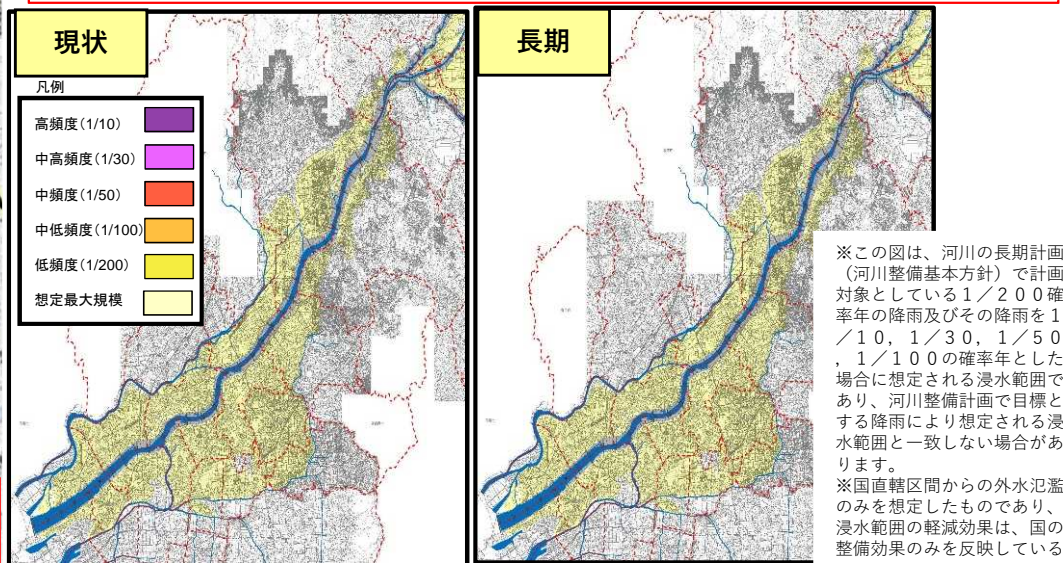 現状
凡例
高頻度(1/10)
中高頻度(1/30)
中頻度(1/50)
中低頻度(1/100)
低頻度(1/200)
想定最大規模
長期
※この図は、河川の長期計画
（河川整備基本方針）で計画
対象としている１／２００確
率年の降雨及びその降雨を１
／１０，１／３０，１／５０
，１／１００の確率年とした
場合に想定される浸水範囲で
あり、河川整備計画で目標と
する降雨により想定される浸
水範囲と一致しない場合があ
ります。
※国直轄区間からの外水氾濫
のみを想定したものであり、
浸水範囲の軽減効果は、国の
整備効果のみを反映している